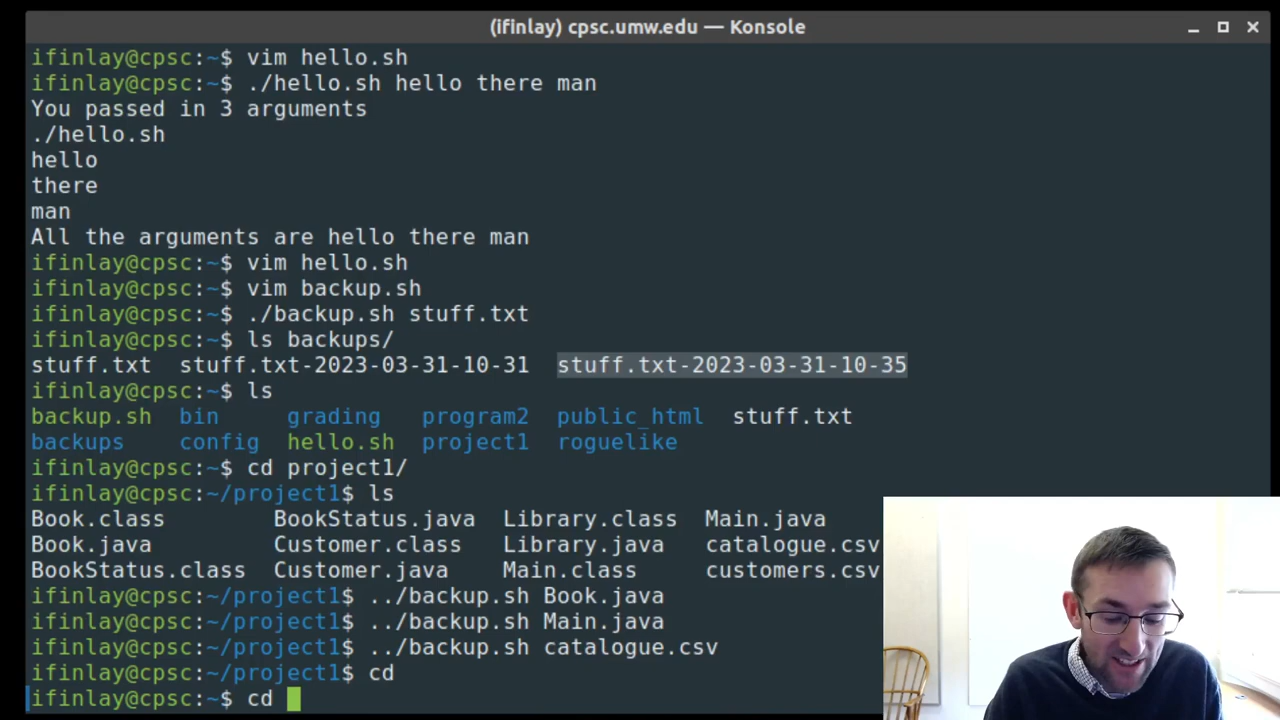 (ifinlay) cpsc.umw.edu — Konsole
ifinlay@cpsc:~$ vim hello.sh
ifinlay@cpsc:~$ ./hello.sh hello there man
You passed in 3 arguments
./hello.sh
hello
there
man
All the arguments are hello there man
ifinlay@cpsc:~$ vim hello.sh
ifinlay@cpsc:~$ vim backup.sh
ifinlay@cpsc:~$ ./backup.sh stuff.txt
ifinlay@cpsc:~$ ls backups/
stuff.txt  stuff.txt-2023-03-31-10-31  stuff.txt-2023-03-31-10-35
ifinlay@cpsc:~$ ls
backup.sh  bin     grading   program2  public_html  stuff.txt
backups    config  hello.sh  project1  roguelike
ifinlay@cpsc:~$ cd project1/
ifinlay@cpsc:~/project1$ ls
Book.class        BookStatus.java  Library.class  Main.java
Book.java         Customer.class   Library.java   catalogue.csv
BookStatus.class  Customer.java    Main.class     customers.csv
ifinlay@cpsc:~/project1$ ../backup.sh Book.java
ifinlay@cpsc:~/project1$ ../backup.sh Main.java
ifinlay@cpsc:~/project1$ ../backup.sh catalogue.csv
ifinlay@cpsc:~/project1$ cd
ifinlay@cpsc:~$ cd